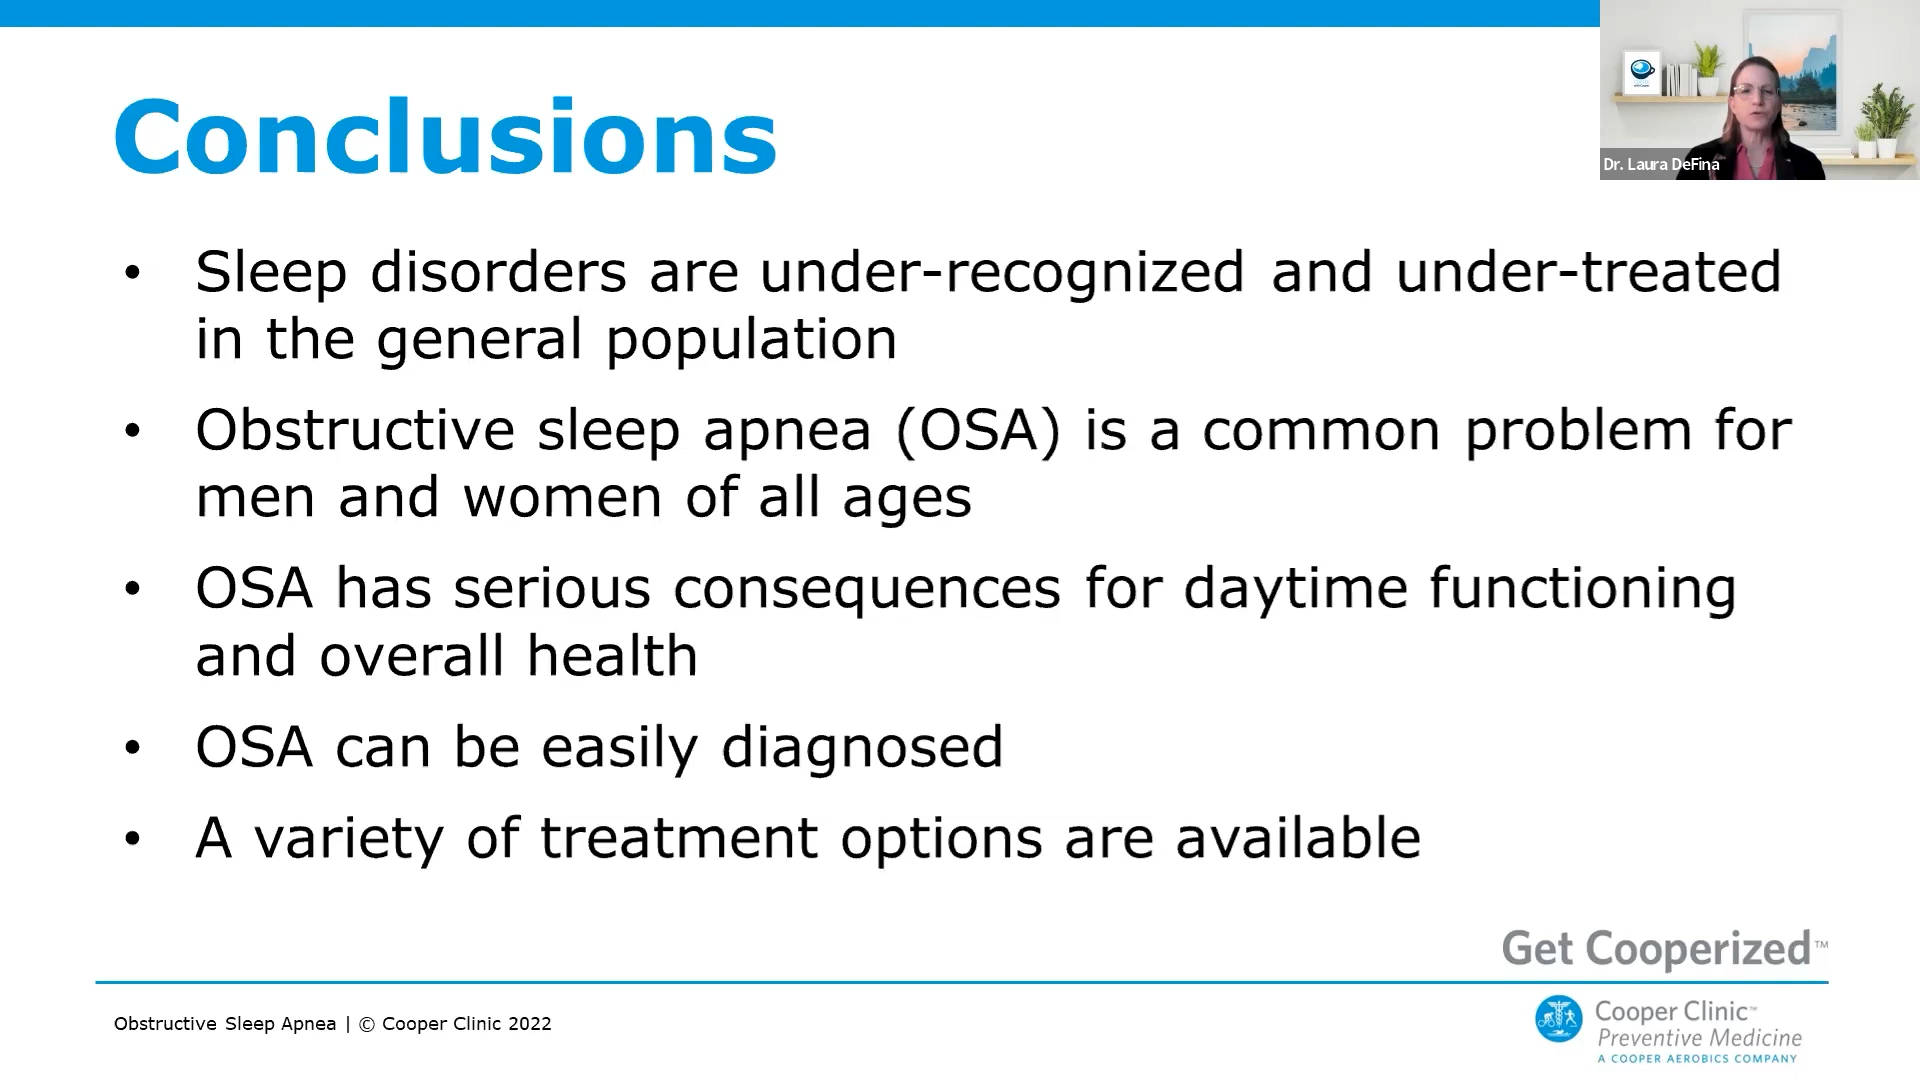 Conclusions
Dr. Laura DeFina
• Sleep disorders are under-recognized and under-treated
in the general population
• Obstructive sleep apnea (OSA) is a common problem for
men and women of all ages
• OSA has serious consequences for daytime functioning
and overall health
• OSA can be easily diagnosed
• A variety of treatment options are available
Get Cooperized™
Obstructive Sleep Apnea | © Cooper Clinic 2022
Cooper Clinic™
Preventive Medicine
A COOPER AEROBICS COMPANY